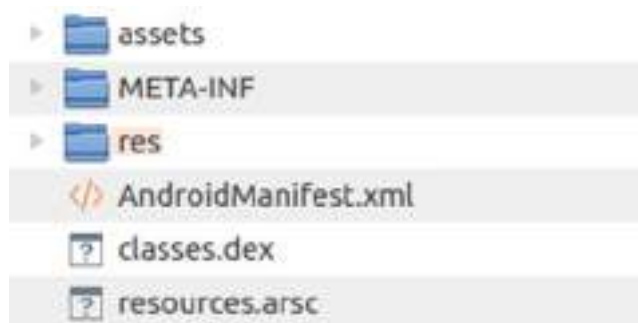 assets
META-INF
res
AndroidManifest.xml
classes.dex
resources.arsc